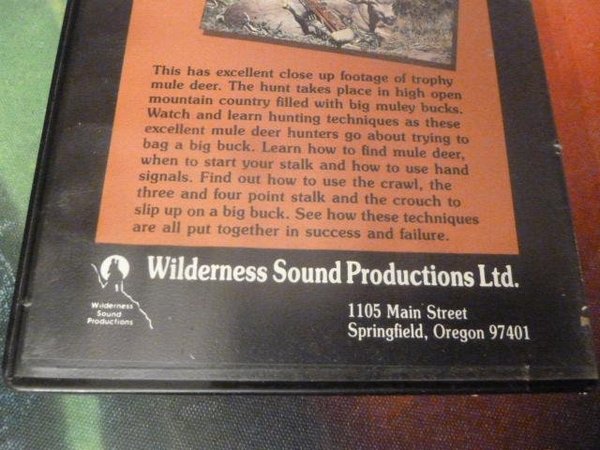 This has excellent close up footage of trophy
mule deer. The hunt takes place in high open
mountain country filled with big muley bucks.
Watch and learn hunting techniques as these
excellent mule deer hunters go about trying to
bag a big buck. Learn how to find mule deer,
when to start your stalk and how to use hand
signals. Find out how to use the crawl, the
three and four point stalk and the crouch to
slip up on a big buck. See how these techniques
are all put together in success and failure.
Wilderness
Sound
Productions
Wilderness Sound Productions Ltd.
1105 Main Street
Springfield, Oregon 97401